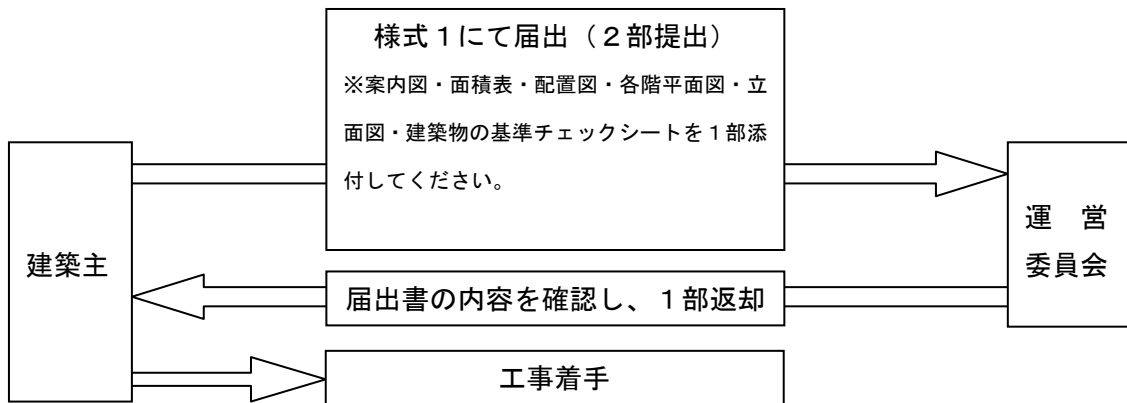 様式１にて届出（２部提出）
※案内図・面積表・配置図・各階平面図・立
面図・建築物の基準チェックシートを１部添
付してください。
建築主
運　営
委員会
届出書の内容を確認し、１部返却
工事着手